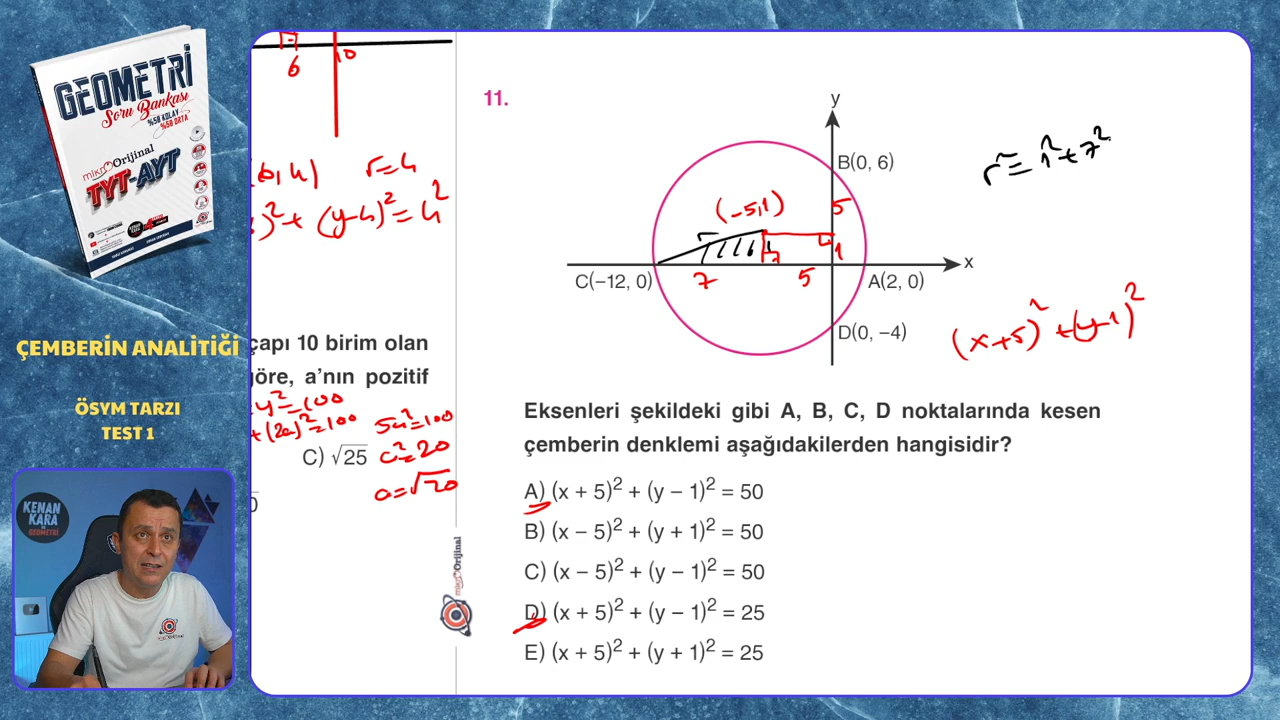 GEOMETRİ
Soru Bankası
%50 KOLAY
%50 ORTA
mikro Orijinal
TYT-AYT
ÇEMBERİN ANALİTİĞİ
ÖSYM TARZI
TEST 1
KENAN
KARA
GEOMETRİ
6
10
r=4
(y-4)²=4²
çapı 10 birim olan
göre, a'nın pozitif
y²=100
+(2a)²=100
5a²=100
a²=20
a=√20
C) √25
mikro Orijinal
11.
y
B(0, 6)
r²=1²+7²
(-5,1)
5
1
1
x
C(−12, 0)
7
5
A(2, 0)
D(0, −4)
(x+5)²+(y-1)²
Eksenleri şekildeki gibi A, B, C, D noktalarında kesen
çemberin denklemi aşağıdakilerden hangisidir?
A) (x + 5)² + (y − 1)² = 50
B) (x − 5)² + (y + 1)² = 50
C) (x − 5)² + (y − 1)² = 50
D) (x + 5)² + (y − 1)² = 25
E) (x + 5)² + (y + 1)² = 25